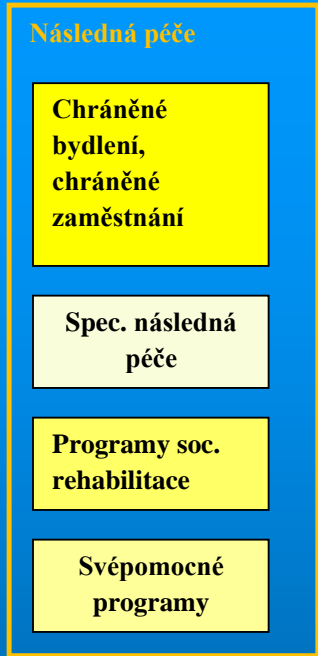 Následná péče
Chráněné
bydlení,
chráněné
zaměstnání
Spec. následná
péče
Programy soc.
rehabilitace
Svépomocné
programy